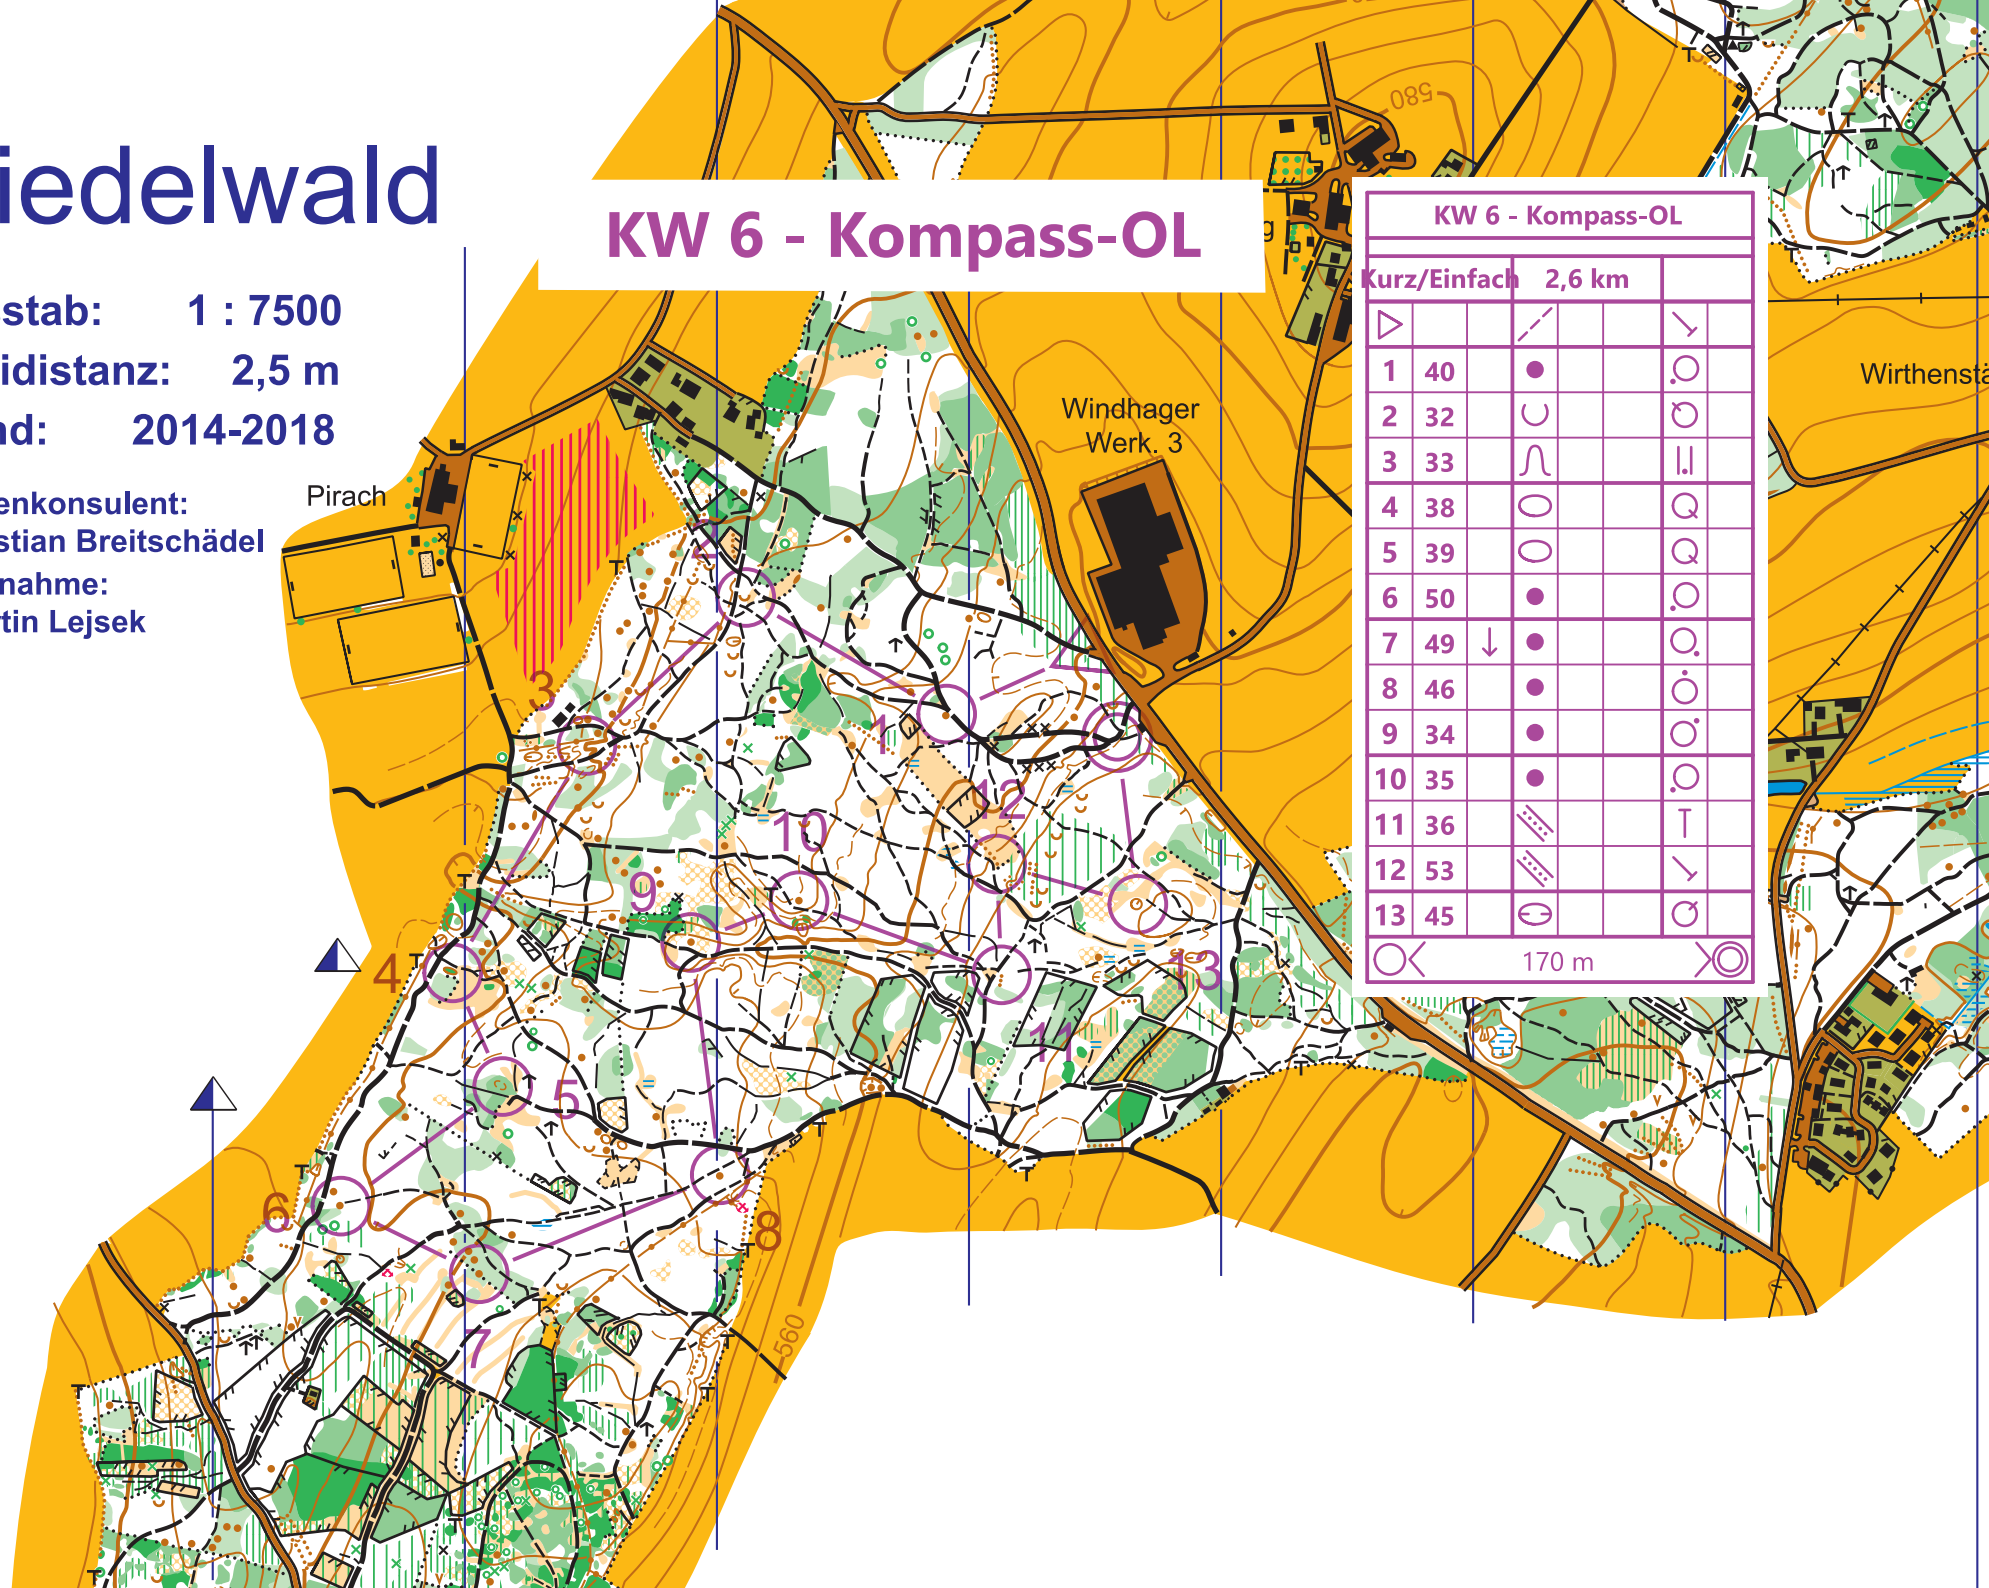 iedelwald
stab: 1 : 7500
idistanz: 2,5 m
nd: 2014-2018
enkonsulent:
stian Breitschädel
nahme:
tin Lejsek
Pirach
KW 6 - Kompass-OL
580
g
Windhager
Werk. 3
Wirthenstä
560
KW 6 - Kompass-OL
Kurz/Einfach 2,6 km
1 40
2 32
3 33
4 38
5 39
6 50
7 49
8 46
9 34
10 35
11 36
12 53
13 45
170 m
2
3
1
12
10
9
4
13
11
5
6
8
7